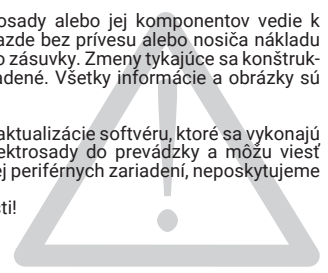 osady alebo jej komponentov vedie k
azde bez prívesu alebo nosiča nákladu
o zásuvky. Zmeny tykajúce sa konštruk-
adené. Všetky informácie a obrázky sú
aktualizácie softvéru, ktoré sa vykonajú
ektrosady do prevádzky a môžu viesť
ej periférnych zariadení, neposkytujeme
ti!